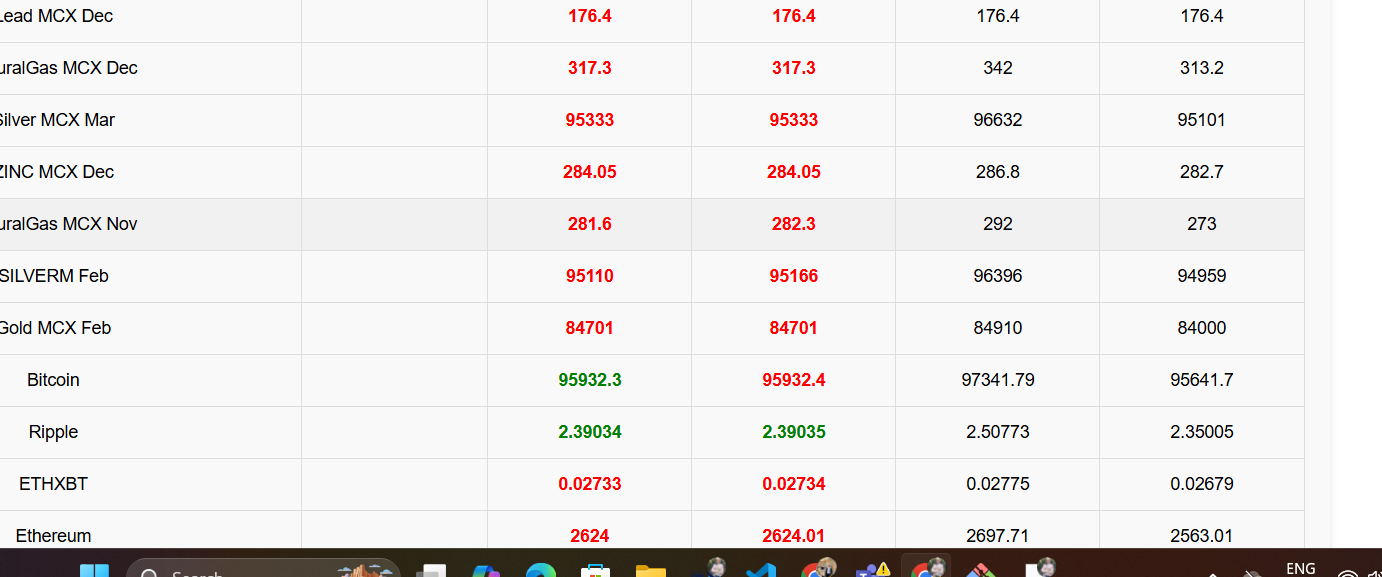 Lead MCX Dec 176.4 176.4 176.4 176.4
uralGas MCX Dec 317.3 317.3 342 313.2
Silver MCX Mar 95333 95333 96632 95101
ZINC MCX Dec 284.05 284.05 286.8 282.7
uralGas MCX Nov 281.6 282.3 292 273
SILVERM Feb 95110 95166 96396 94959
Gold MCX Feb 84701 84701 84910 84000
Bitcoin 95932.3 95932.4 97341.79 95641.7
Ripple 2.39034 2.39035 2.50773 2.35005
ETHXBT 0.02733 0.02734 0.02775 0.02679
Ethereum 2624 2624.01 2697.71 2563.01
Search ENG